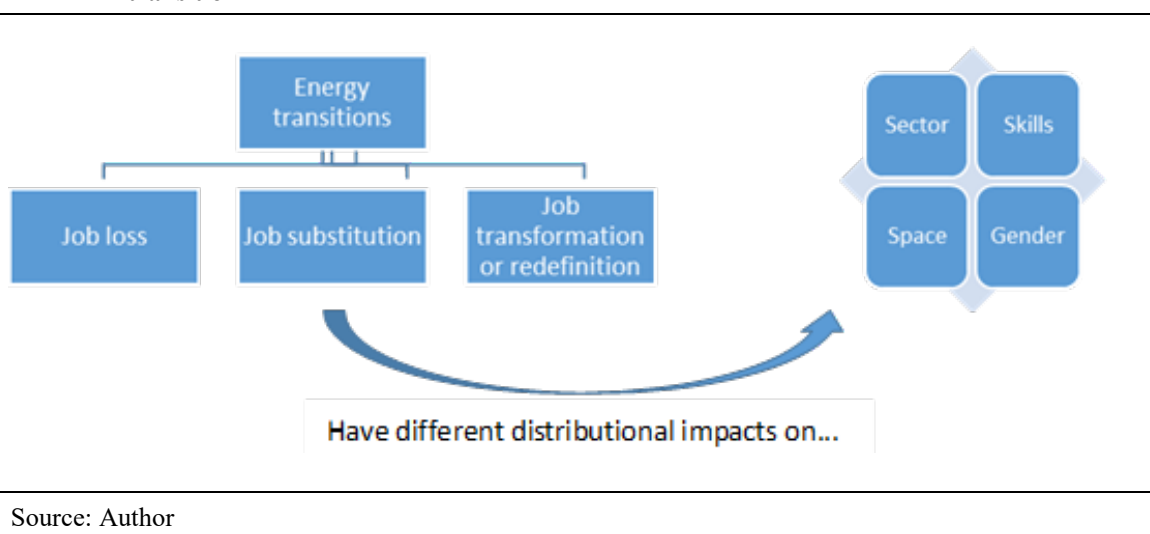 Energy
transitions
Job loss
Job substitution
Job
transformation
or redefinition
Sector
Skills
Space
Gender
Have different distributional impacts on...
Source: Author